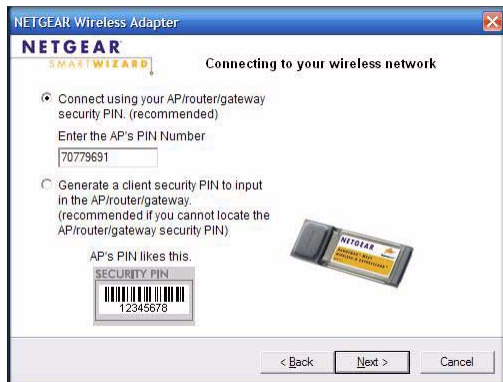 NETGEAR Wireless Adapter
NETGEAR
SMARTWIZARD
Connecting to your wireless network
Connect using your AP/router/gateway
security PIN. (recommended)
Enter the AP's PIN Number
70779691
Generate a client security PIN to input
in the AP/router/gateway.
(recommended if you cannot locate the
AP/router/gateway security PIN)
AP's PIN likes this.
SECURITY PIN
12345678
NETGEAR
< Back
Next >
Cancel